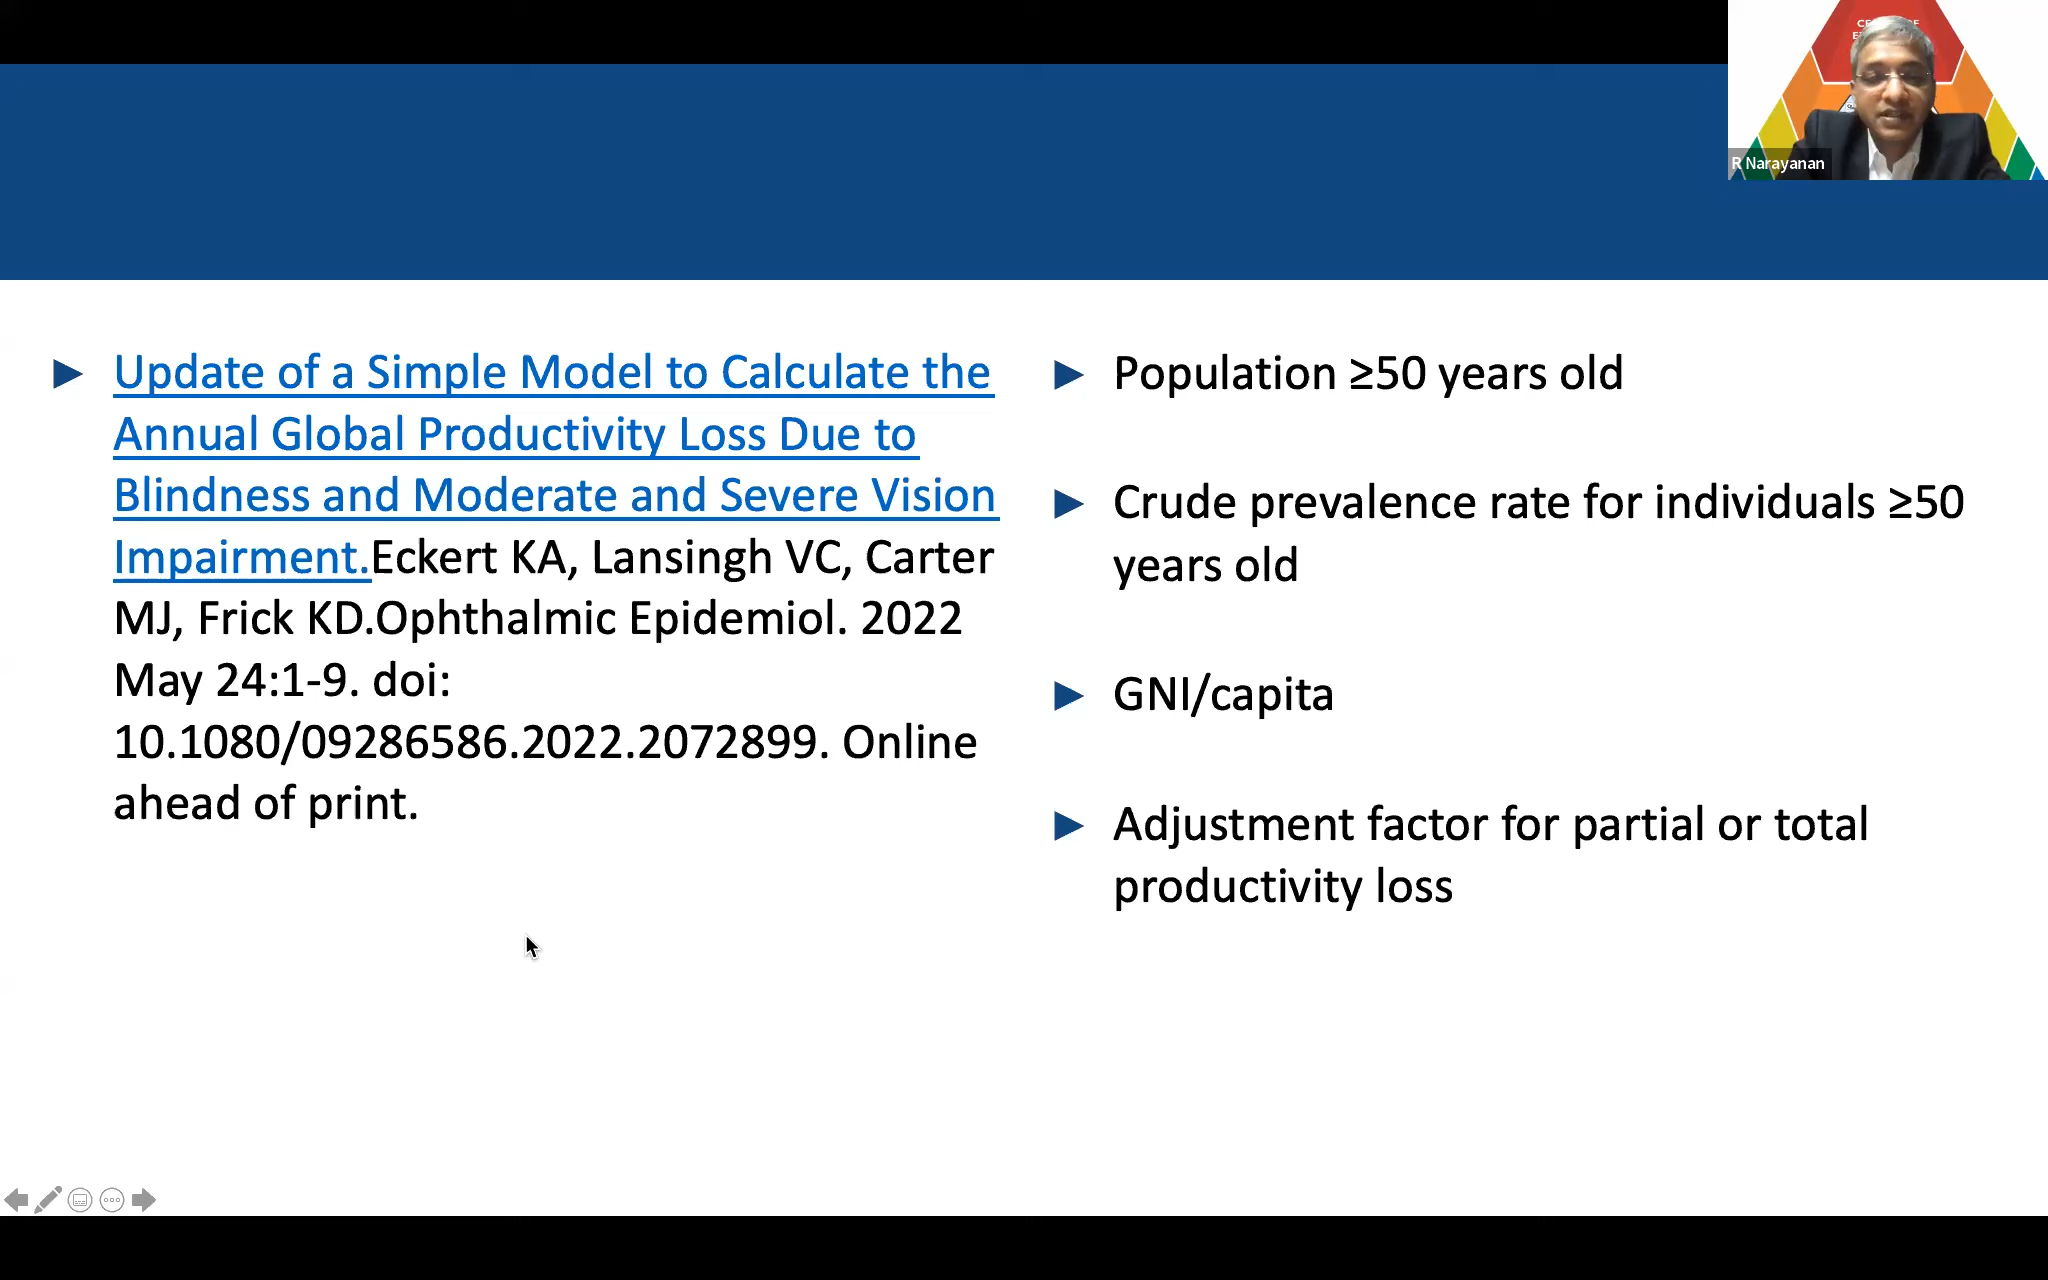 R Narayanan
► Update of a Simple Model to Calculate the
Annual Global Productivity Loss Due to
Blindness and Moderate and Severe Vision
Impairment.Eckert KA, Lansingh VC, Carter
MJ, Frick KD.Ophthalmic Epidemiol. 2022
May 24:1-9. doi:
10.1080/09286586.2022.2072899. Online
ahead of print.
► Population ≥50 years old
► Crude prevalence rate for individuals ≥50
years old
► GNI/capita
► Adjustment factor for partial or total
productivity loss